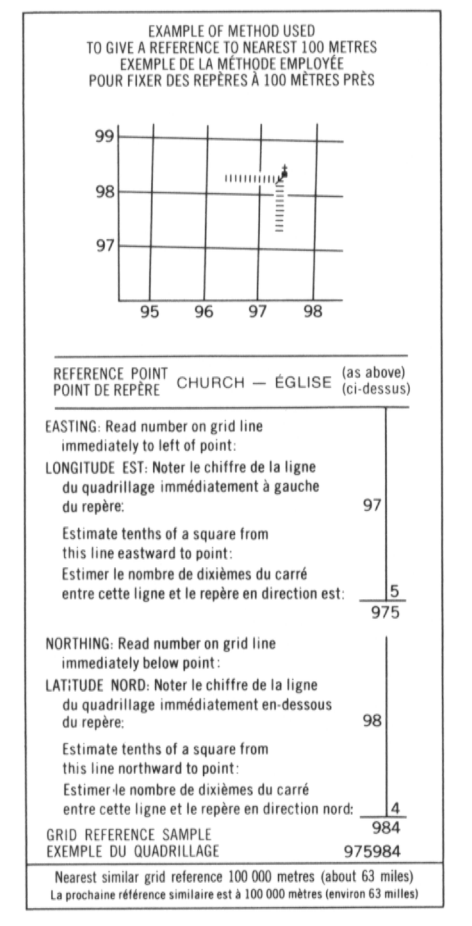 EXAMPLE OF METHOD USED
TO GIVE A REFERENCE TO NEAREST 100 METRES
EXEMPLE DE LA MÉTHODE EMPLOYÉE
POUR FIXER DES REPÈRES À 100 MÈTRES PRÈS
99
98
97
95 96 97 98
REFERENCE POINT
POINT DE REPÈRE
CHURCH — ÉGLISE
(as above)
(ci-dessus)
EASTING: Read number on grid line
immediately to left of point:
LONGITUDE EST: Noter le chiffre de la ligne
du quadrillage immédiatement à gauche
du repère: 97
Estimate tenths of a square from
this line eastward to point:
Estimer le nombre de dixièmes du carré
entre cette ligne et le repère en direction est: 5
975
NORTHING: Read number on grid line
immediately below point:
LATITUDE NORD: Noter le chiffre de la ligne
du quadrillage immédiatement en-dessous
du repère: 98
Estimate tenths of a square from
this line northward to point:
Estimer le nombre de dixièmes du carré
entre cette ligne et le repère en direction nord: 4
984
GRID REFERENCE SAMPLE
EXEMPLE DU QUADRILLAGE 975984
Nearest similar grid reference 100 000 metres (about 63 miles)
La prochaine référence similaire est à 100 000 mètres (environ 63 milles)